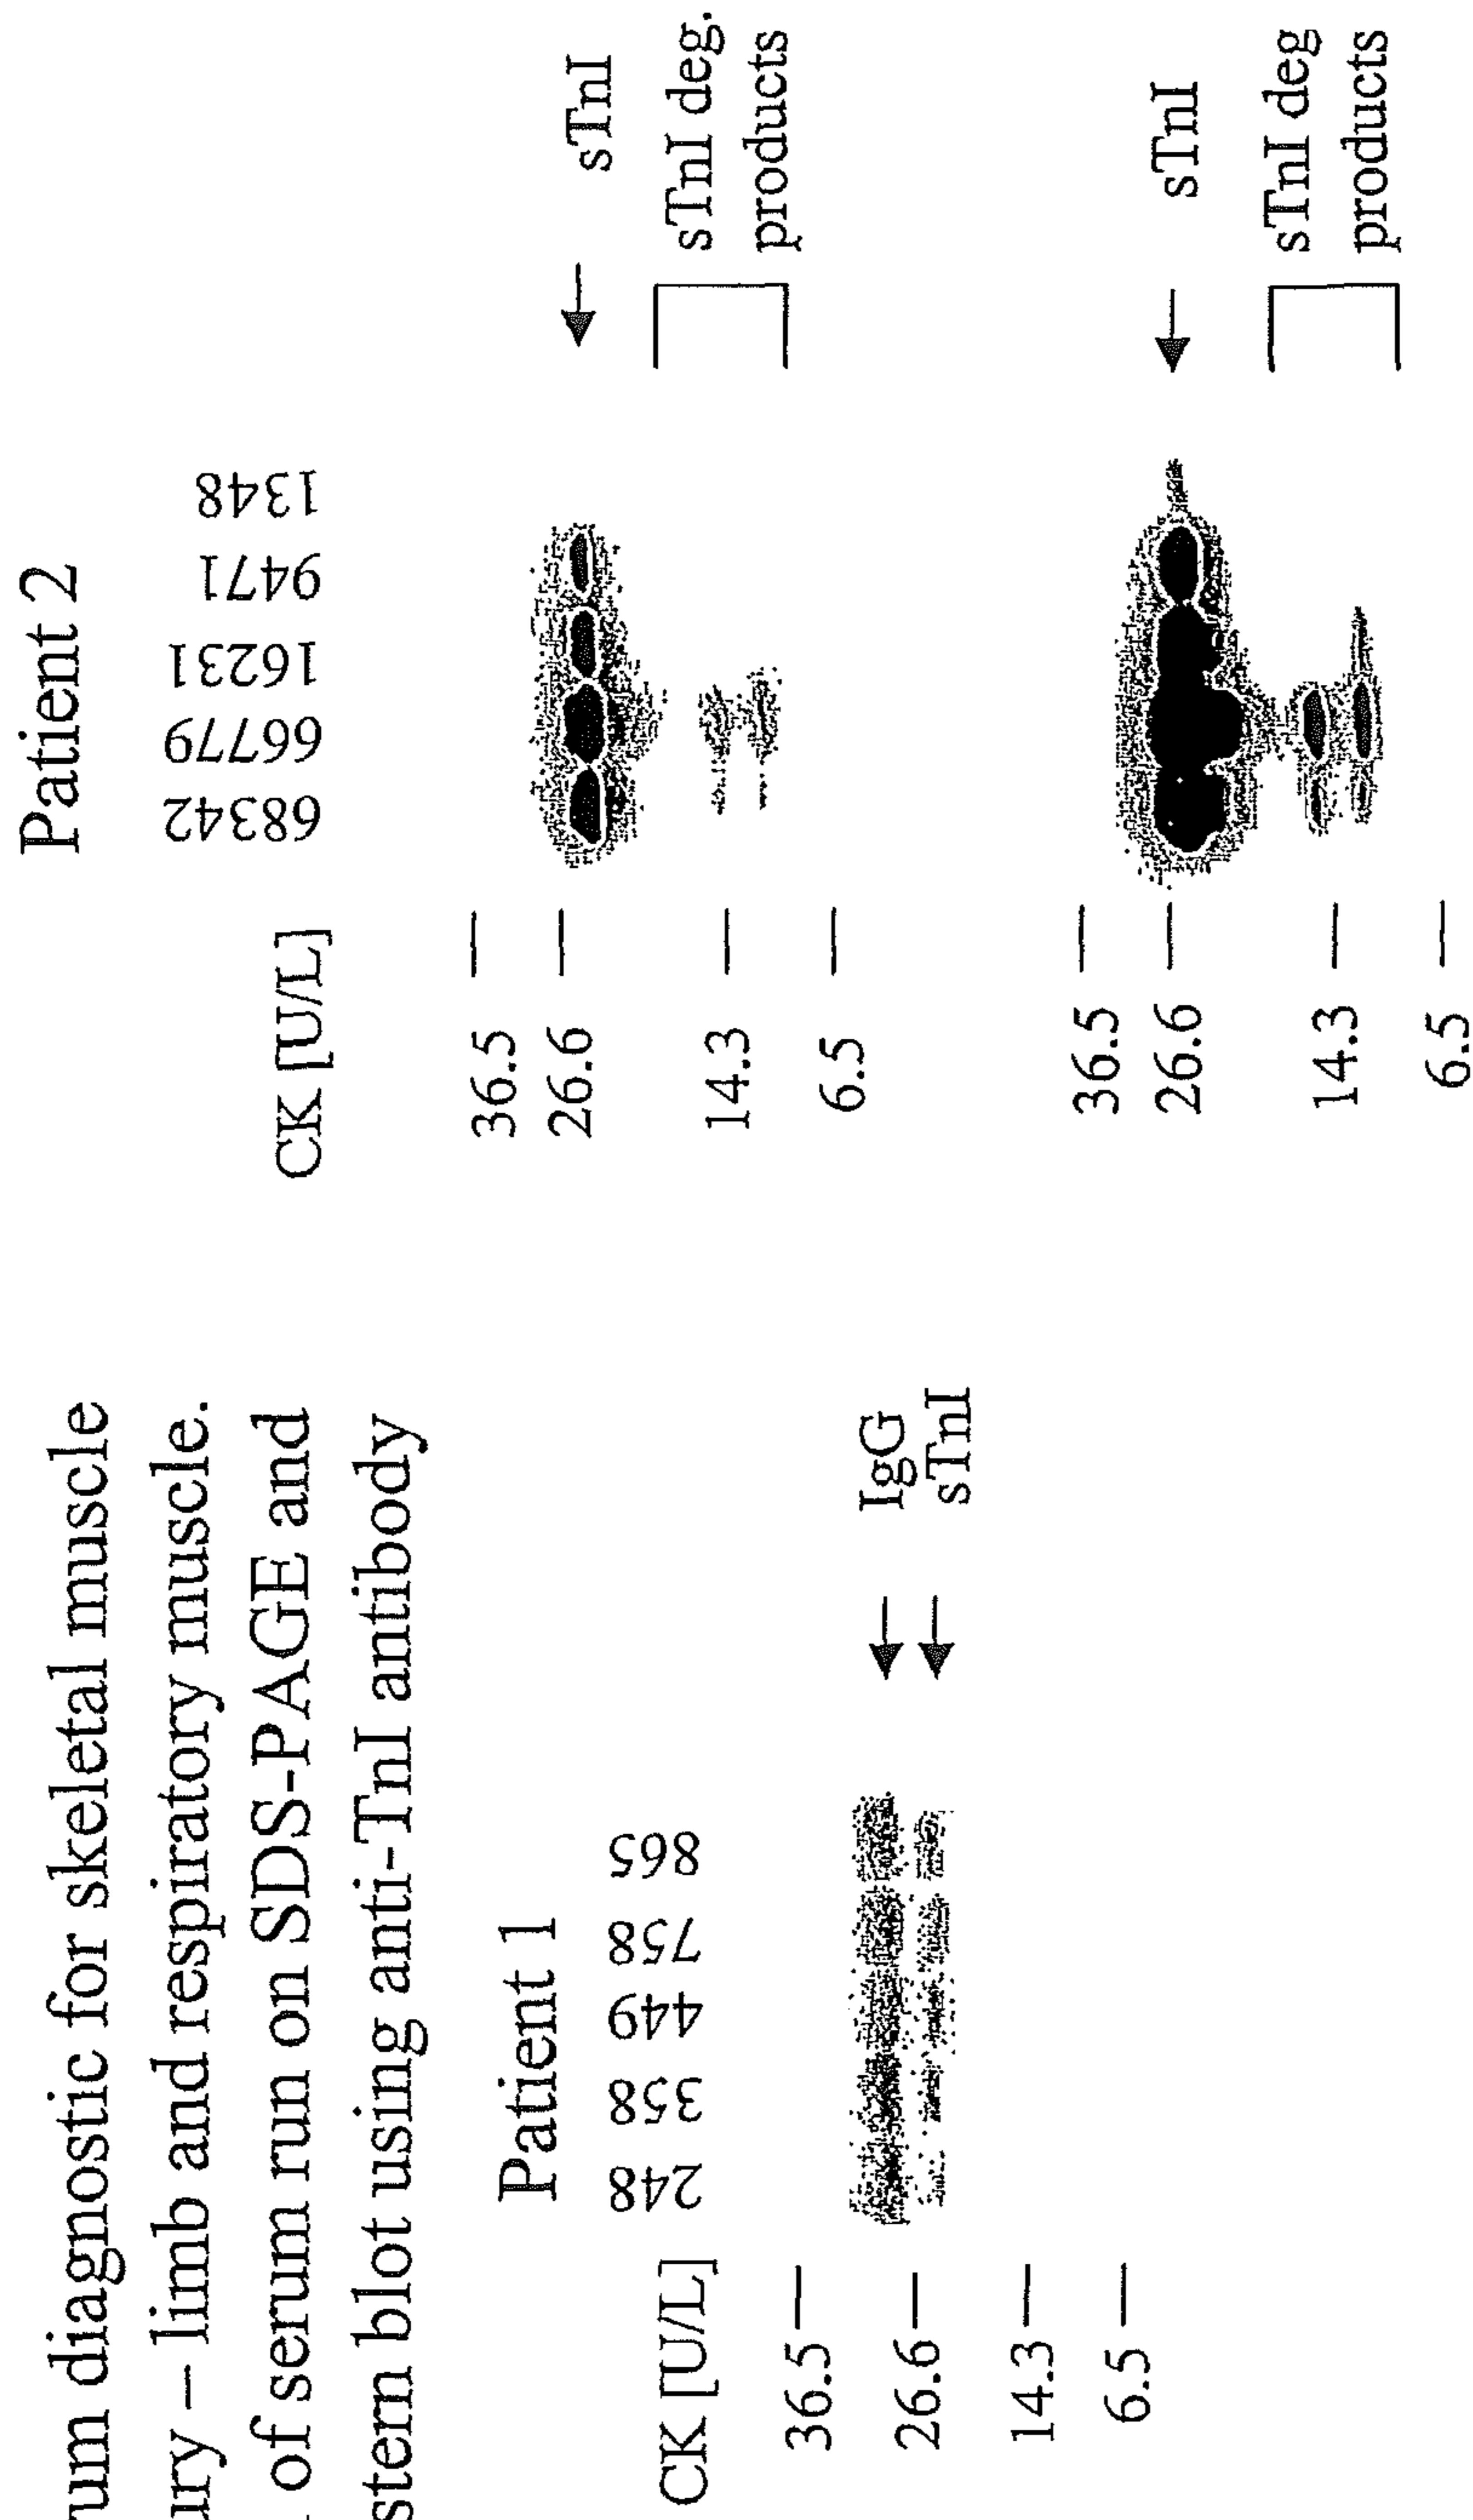 diagnostic for skeletal muscle
– limb and respiratory muscle.
of serum run on SDS-PAGE and
blot using anti-TnI antibody
Patient 1
CK [U/L] 248 358 449 758 865
36.5
26.6
14.3
6.5
IgG
sTnI
Patient 2
CK [U/L] 68342 66779 16231 9471 1348
36.5
26.6
14.3
6.5
sTnI
sTnI deg.
products
36.5
26.6
14.3
6.5
sTnI
sTnI deg
products